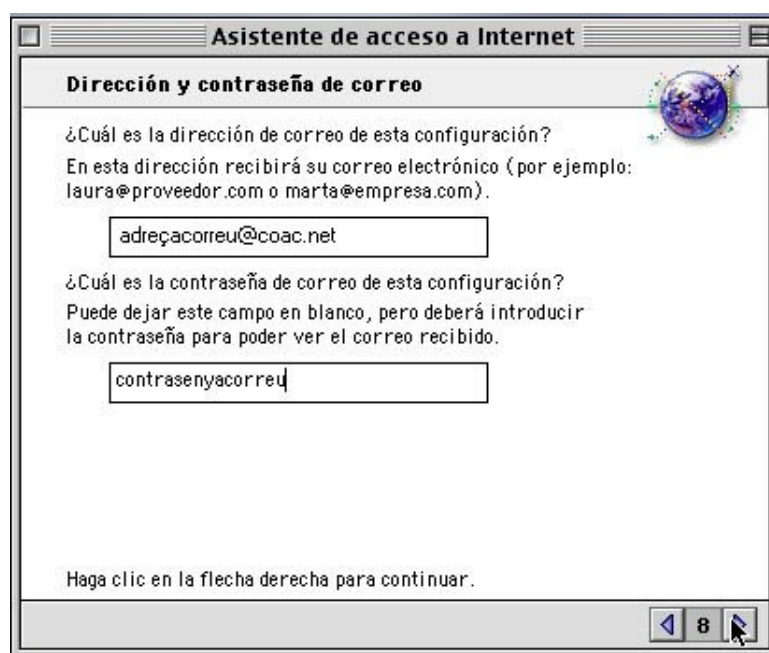 Asistente de acceso a Internet
Dirección y contraseña de correo
¿Cuál es la dirección de correo de esta configuración?
En esta dirección recibirá su correo electrónico (por ejemplo:
laura@proveedor.com o marta@empresa.com).
adreçacorreu@coac.net
¿Cuál es la contraseña de correo de esta configuración?
Puede dejar este campo en blanco, pero deberá introducir
la contraseña para poder ver el correo recibido.
contrasenyacorreu
Haga clic en la flecha derecha para continuar.
8